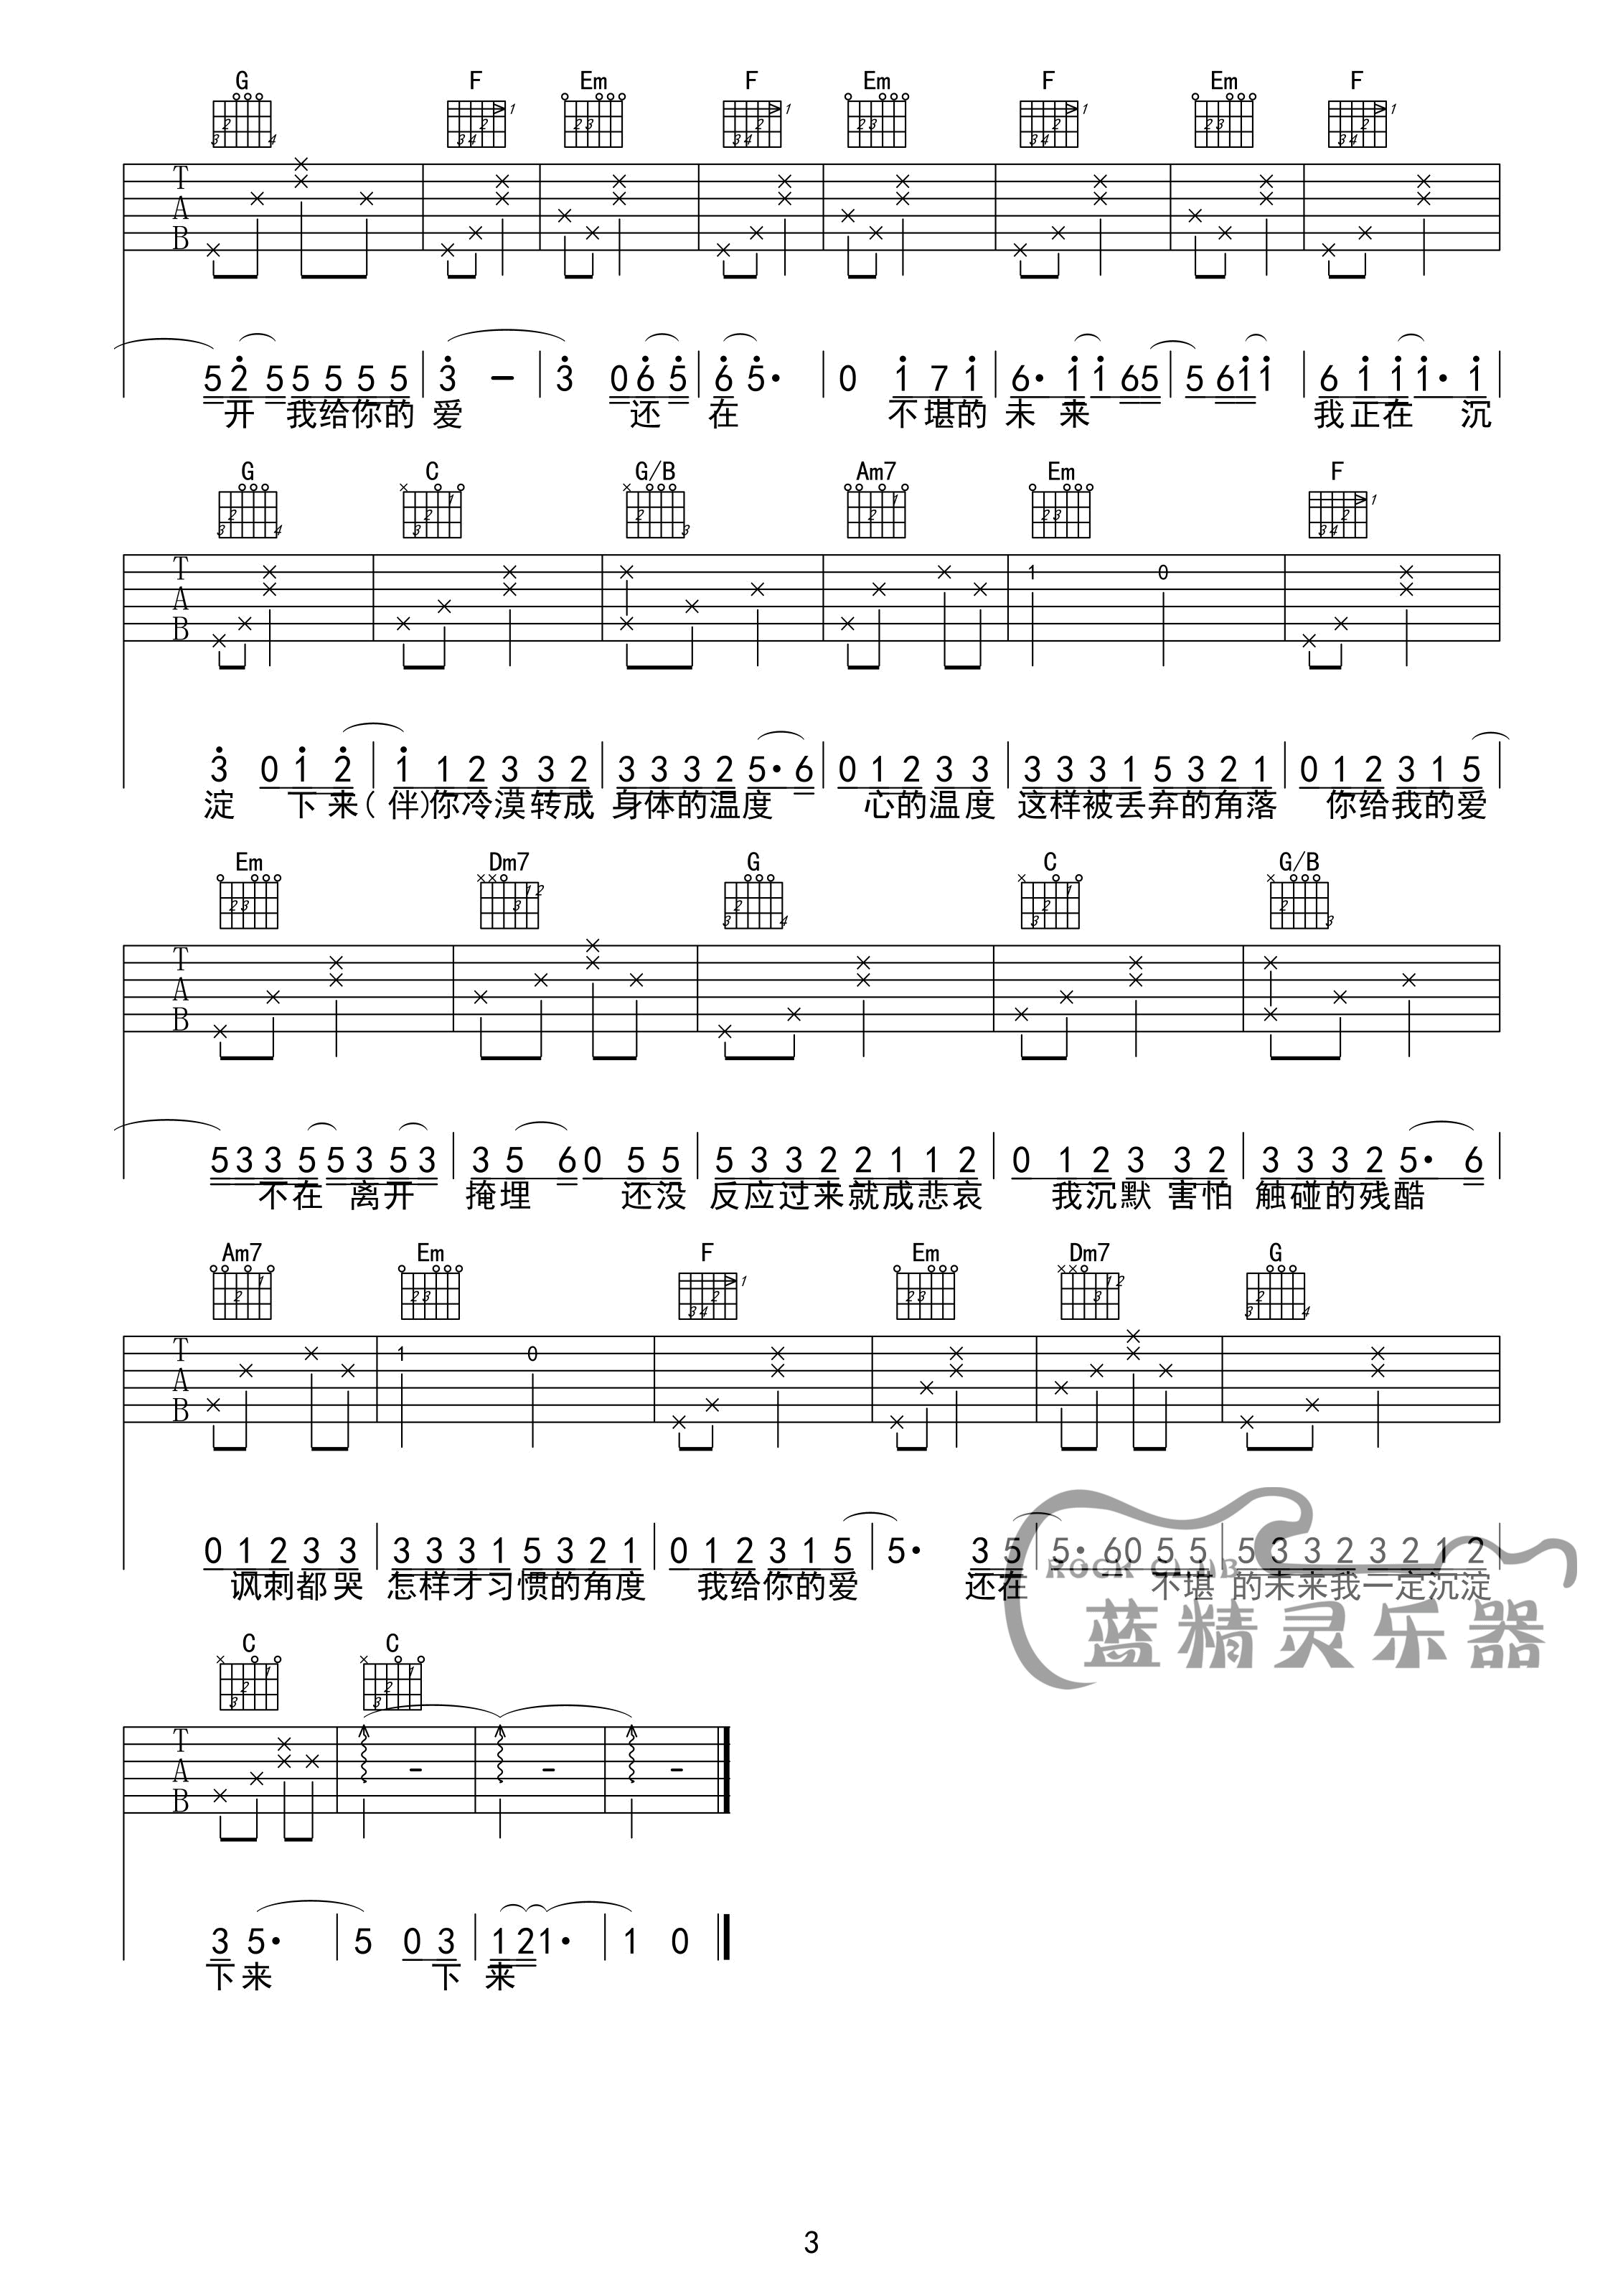 G F Em F Em F Em F
T A B
5 2 5 5 5 5 5 3 – 3 0 6 5 6 5· 0 1 7 1 6· 1 1 6 5 5 6 1 1 6 1 1 1· 1
开 我给你的 爱 还 在 不堪的 未 来 我正在 沉
G C G/B Am7 Em F
T A B 1 0
3 0 1 2 1 1 2 3 3 2 3 3 3 2 5· 6 0 1 2 3 3 3 3 3 1 5 3 2 1 0 1 2 3 1 5
淀 下来(伴)你冷漠转成 身体的温度 心的温度 这样被丢弃的角落 你给我的爱
Em Dm7 G C G/B
T A B
5 3 3 5 5 3 5 3 3 5 6 0 5 5 5 3 3 2 2 1 1 2 0 1 2 3 3 2 3 3 3 2 5· 6
不在 离开 掩埋 还没 反应过来就成悲哀 我沉默 害怕 触碰的残酷
Am7 Em F Em Dm7 G
T A B 1 0
0 1 2 3 3 3 3 3 1 5 3 2 1 0 1 2 3 1 5 5· 3 5 5· 6 0 5 5 5 3 3 2 3 2 1 2
讽刺都哭 怎样才习惯的角度 我给你的爱 还在 不堪 的未来我一定沉淀
ROCK CLUB
蓝精灵乐器
C C
T A B – – –
3 5· 5 0 3 1 2 1· 1 0
下来 下 来
3